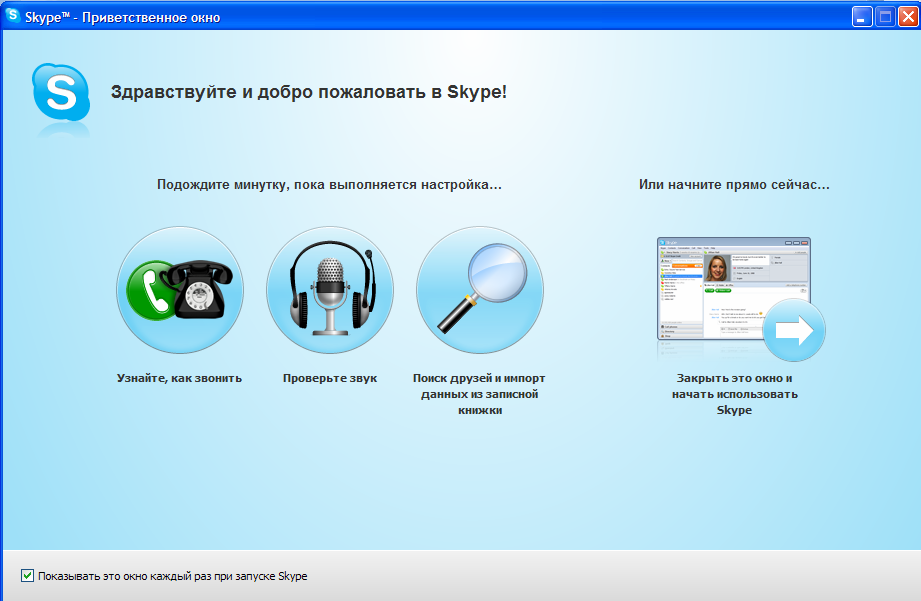 Skype™ - Приветственное окно
Здравствуйте и добро пожаловать в Skype!
Подождите минутку, пока выполняется настройка...
Или начните прямо сейчас...
Узнайте, как звонить
Проверьте звук
Поиск друзей и импорт
данных из записной
книжки
Закрыть это окно и
начать использовать
Skype
Показывать это окно каждый раз при запуске Skype